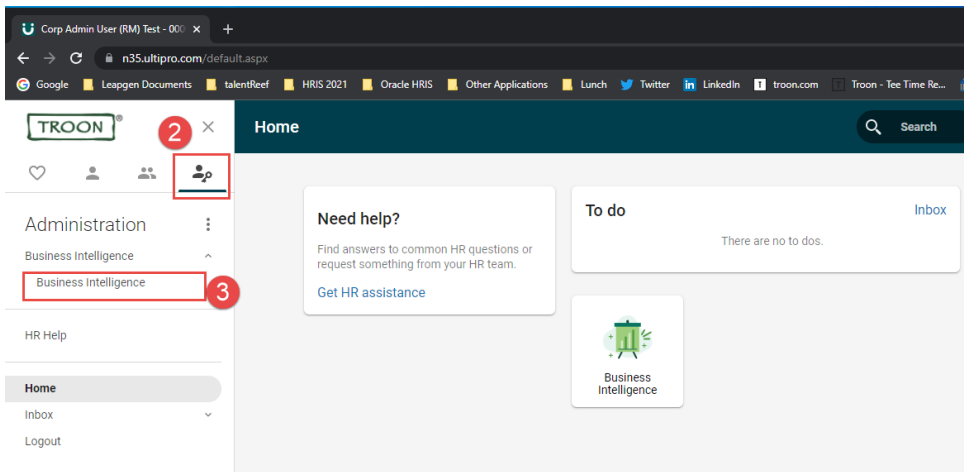 Corp Admin User (RM) Test - 000
n35.ultipro.com/default.aspx
Google Leapgen Documents talentReef HRIS 2021 Oracle HRIS Other Applications Lunch Twitter LinkedIn troon.com Troon - Tee Time Re...
TROON®
2
Home
Search
Administration
Business Intelligence
Business Intelligence
3
HR Help
Home
Inbox
Logout
Need help?
Find answers to common HR questions or
request something from your HR team.
Get HR assistance
To do
Inbox
There are no to dos.
Business
Intelligence